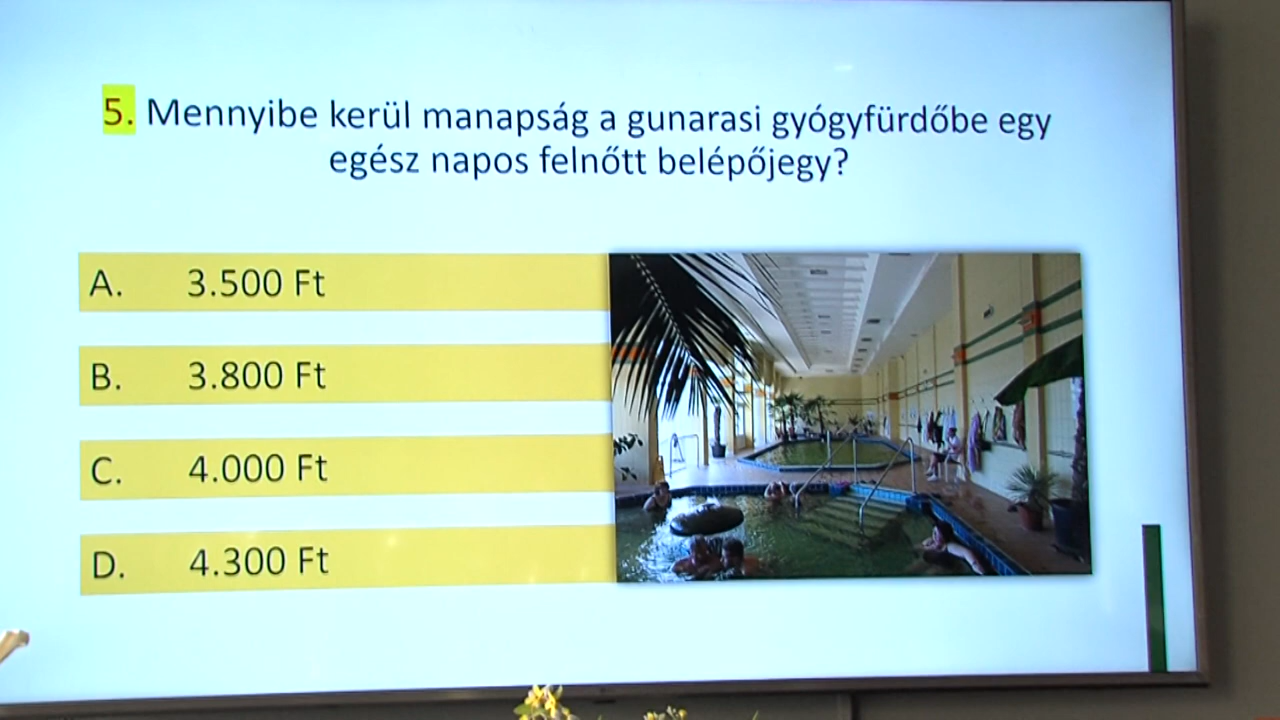 5. Mennyibe kerül manapság a gunarasi gyógyfürdőbe egy
egész napos felnőtt belépőjegy?
A. 3.500 Ft
B. 3.800 Ft
C. 4.000 Ft
D. 4.300 Ft